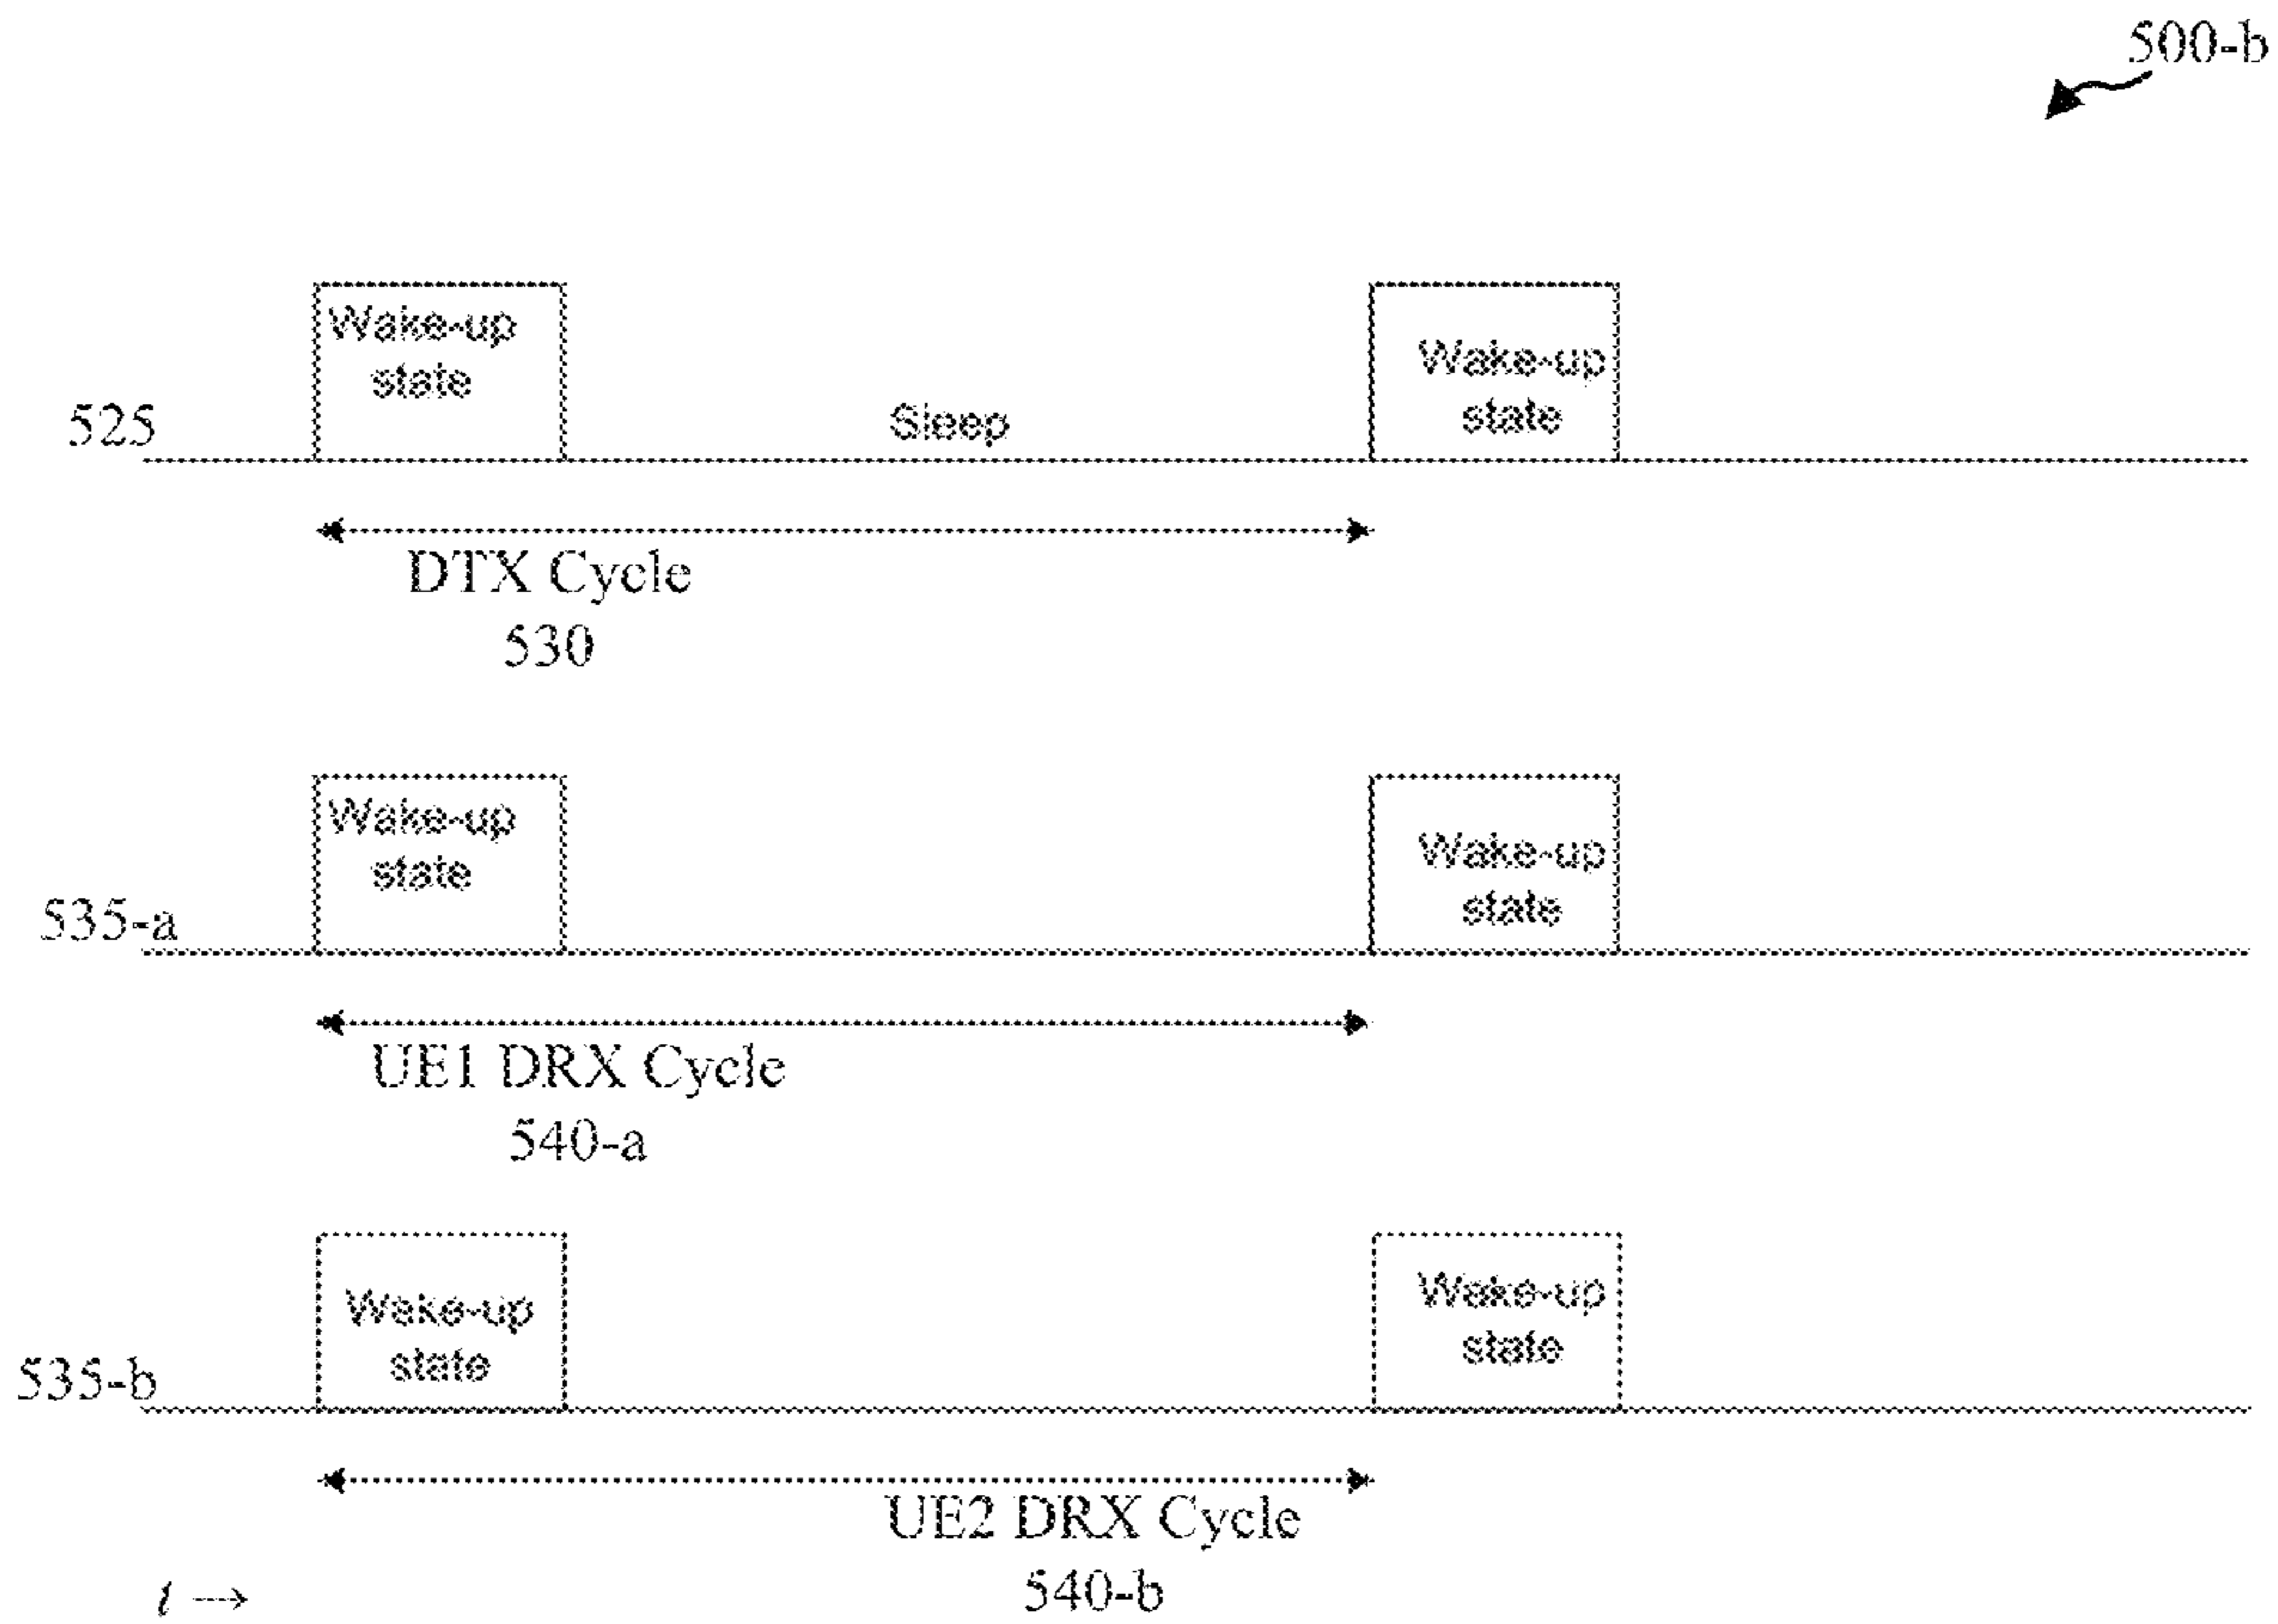 500-b
Wake-up
state
Wake-up
state
525
Sleep
DTX Cycle
530
Wake-up
state
Wake-up
state
535-a
UE1 DRX Cycle
540-a
Wake-up
state
Wake-up
state
535-b
UE2 DRX Cycle
540-b
t →